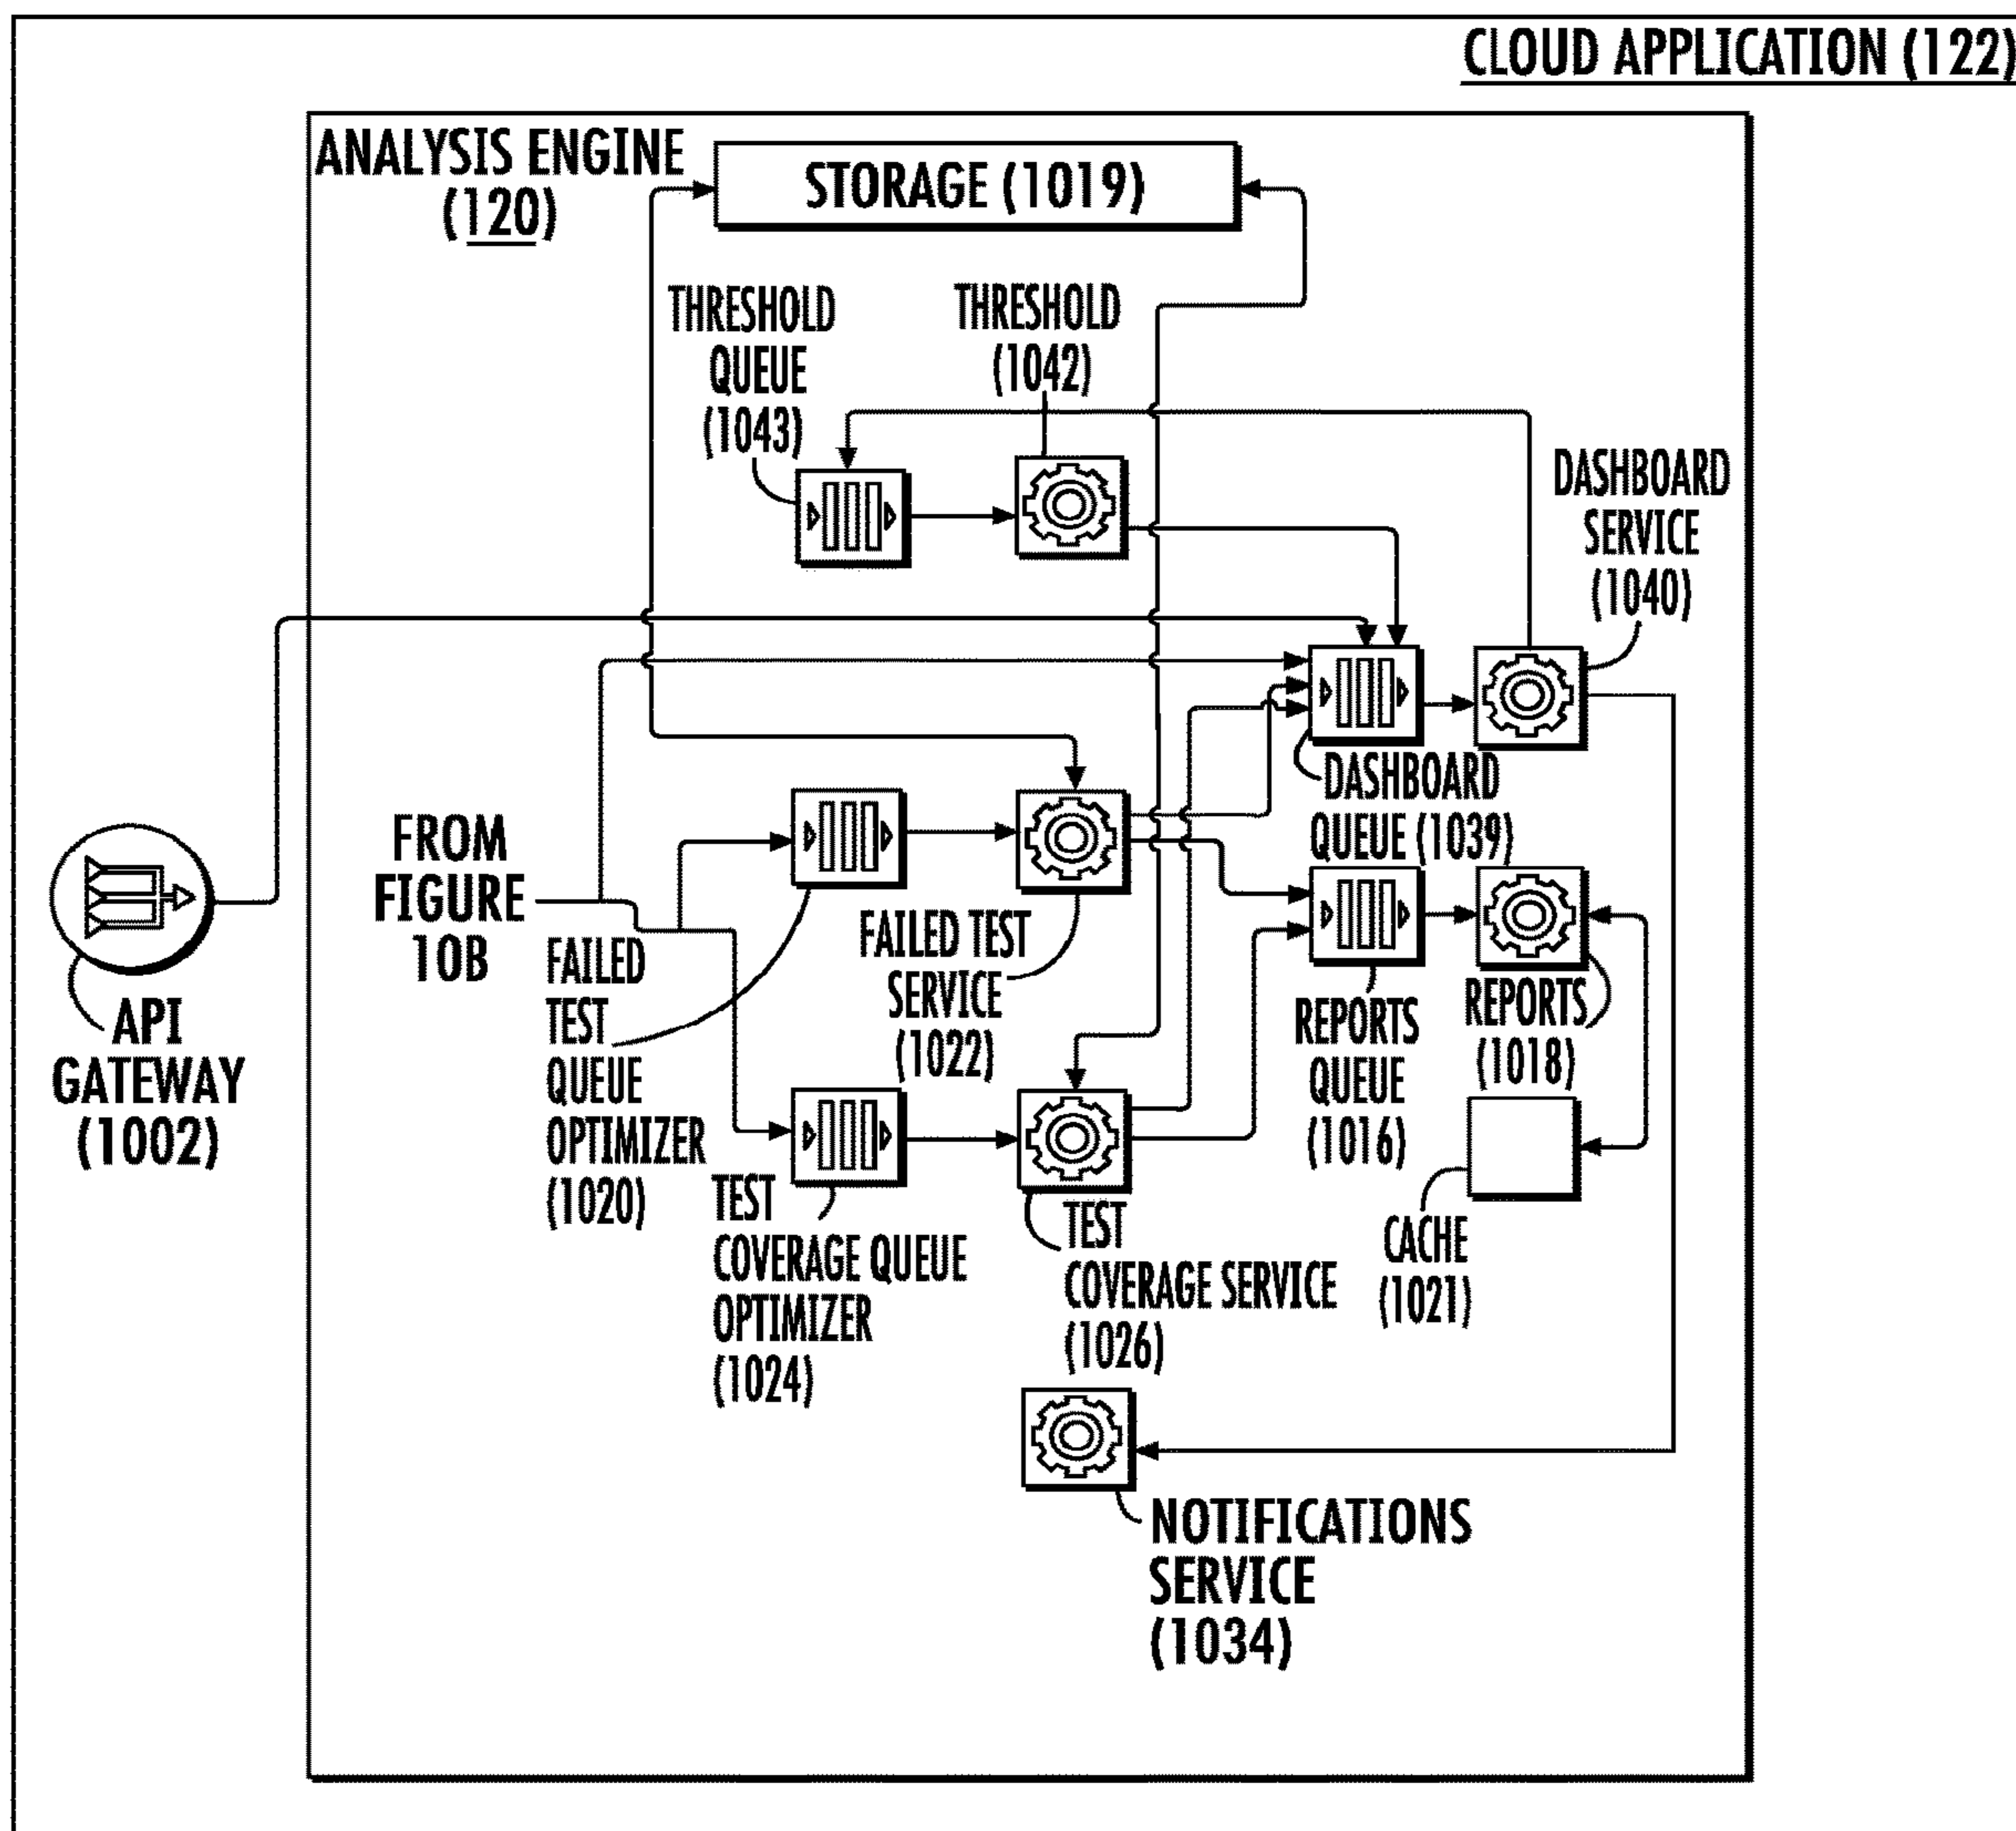 CLOUD APPLICATION (122)
ANALYSIS ENGINE
(120)
STORAGE (1019)
THRESHOLD
QUEUE
(1043)
THRESHOLD
(1042)
DASHBOARD
SERVICE
(1040)
DASHBOARD
QUEUE (1039)
FROM
FIGURE
10B
API
GATEWAY
(1002)
FAILED
TEST
QUEUE
OPTIMIZER
(1020)
FAILED TEST
SERVICE
(1022)
REPORTS
QUEUE
(1016)
REPORTS
(1018)
TEST
COVERAGE QUEUE
OPTIMIZER
(1024)
TEST
COVERAGE SERVICE
(1026)
CACHE
(1021)
NOTIFICATIONS
SERVICE
(1034)